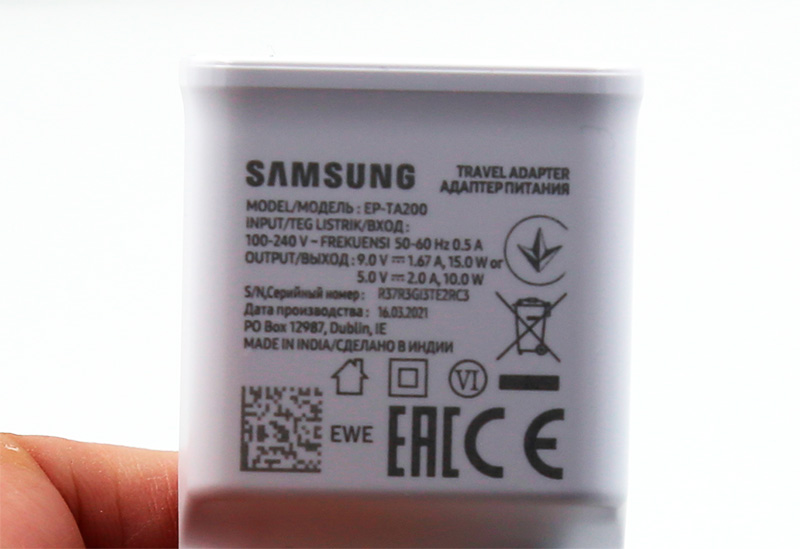 SAMSUNG
TRAVEL ADAPTER
АДАПТЕР ПИТАНИЯ
MODEL/МОДЕЛЬ : EP-TA200
INPUT/TEG LISTRIK/ВХОД :
100-240 V ~ FREKUENSI 50-60 Hz 0.5 A
OUTPUT/ВЫХОД : 9.0 V ⎓ 1.67 A, 15.0 W or
5.0 V ⎓ 2.0 A, 10.0 W
S/N,Серийный номер : R37R3GI3TE2RC3
Дата производства : 16.03.2021
PO Box 12987, Dublin, IE
MADE IN INDIA/СДЕЛАНО В ИНДИИ
VI
EWE
EAC CE